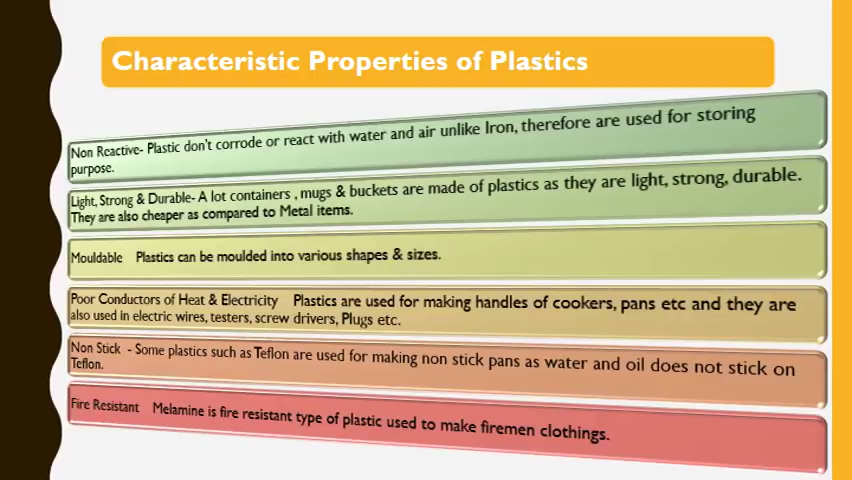 Characteristic Properties of Plastics
Non Reactive- Plastic don't corrode or react with water and air unlike Iron, therefore are used for storing
purpose.
Light, Strong & Durable- A lot containers , mugs & buckets are made of plastics as they are light, strong, durable.
They are also cheaper as compared to Metal items.
Mouldable Plastics can be moulded into various shapes & sizes.
Poor Conductors of Heat & Electricity Plastics are used for making handles of cookers, pans etc and they are
also used in electric wires, testers, screw drivers, Plugs etc.
Non Stick - Some plastics such as Teflon are used for making non stick pans as water and oil does not stick on
Teflon.
Fire Resistant Melamine is fire resistant type of plastic used to make firemen clothings.